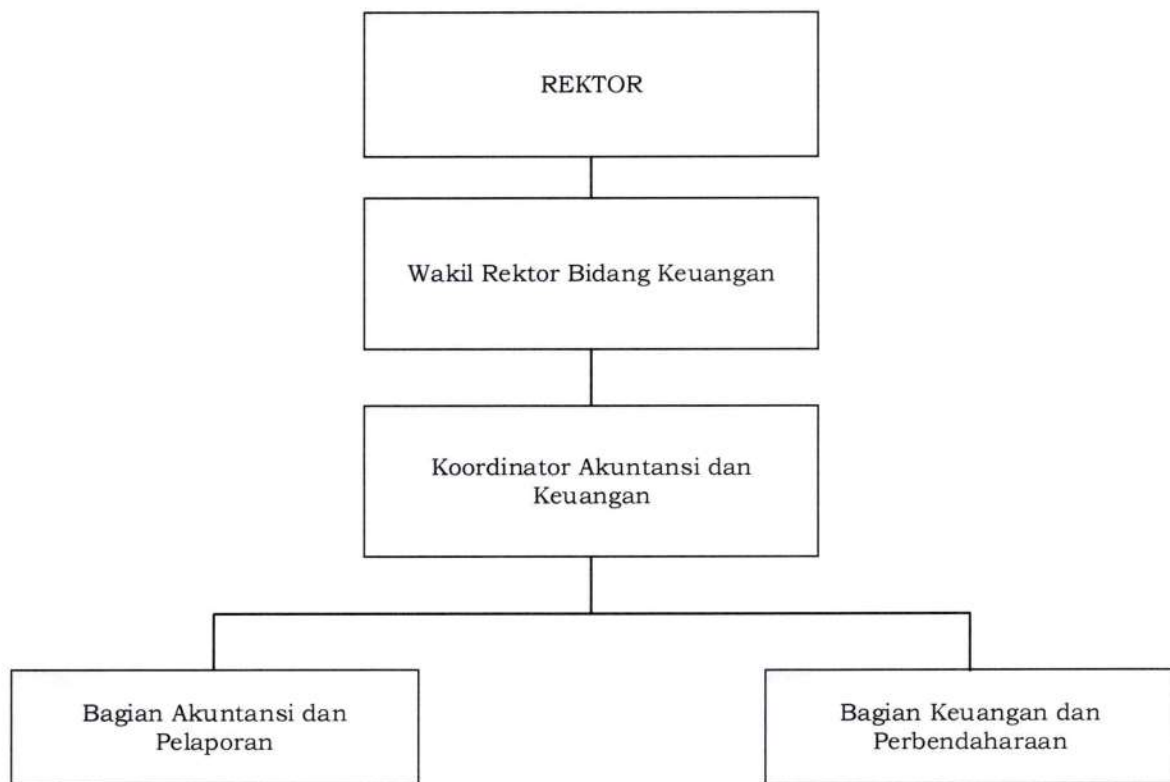 REKTOR
Wakil Rektor Bidang Keuangan
Koordinator Akuntansi dan
Keuangan
Bagian Akuntansi dan
Pelaporan
Bagian Keuangan dan
Perbendaharaan